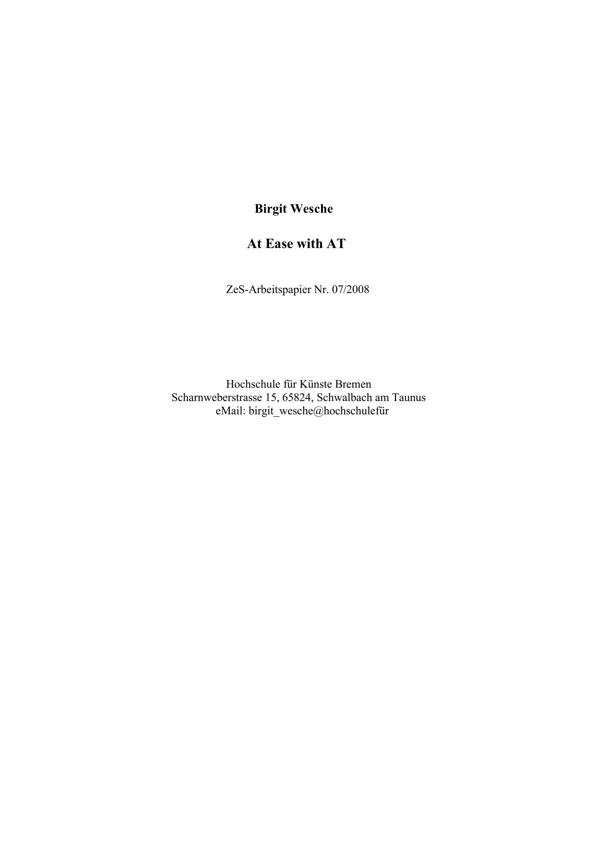 Birgit Wesche
At Ease with AT
ZeS-Arbeitspapier Nr. 07/2008
Hochschule für Künste Bremen
Scharnweberstrasse 15, 65824, Schwalbach am Taunus
eMail: birgit_wesche@hochschulefür